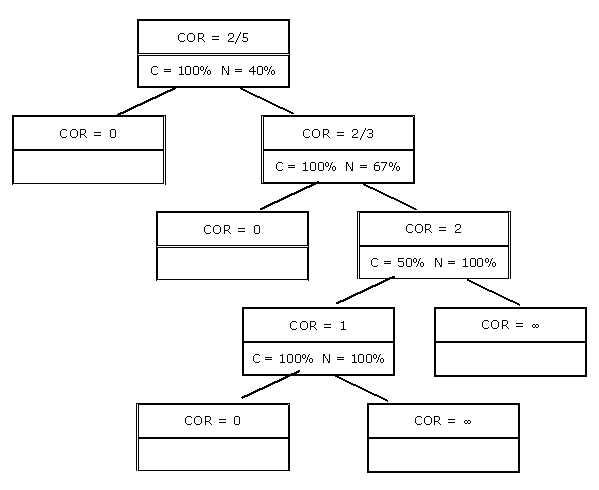 COR = 2/5
C = 100% N = 40%
COR = 0
COR = 2/3
C = 100% N = 67%
COR = 0
COR = 2
C = 50% N = 100%
COR = 1
C = 100% N = 100%
COR = ∞
COR = 0
COR = ∞